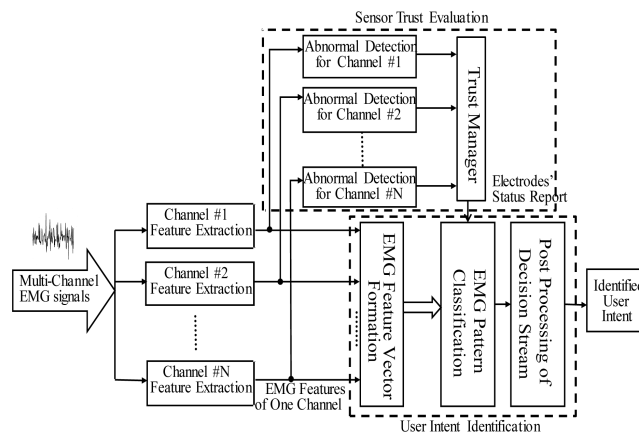 Sensor Trust Evaluation
Abnormal Detection
for Channel #1
Abnormal Detection
for Channel #2
Abnormal Detection
for Channel #N
Trust Manager
Electrodes'
Status Report
Multi-Channel
EMG signals
Channel #1
Feature Extraction
Channel #2
Feature Extraction
Channel #N
Feature Extraction
EMG Features
of One Channel
EMG Feature Vector
Formation
EMG Pattern
Classification
Post Processing of
Decision Stream
Identified
User
Intent
User Intent Identification